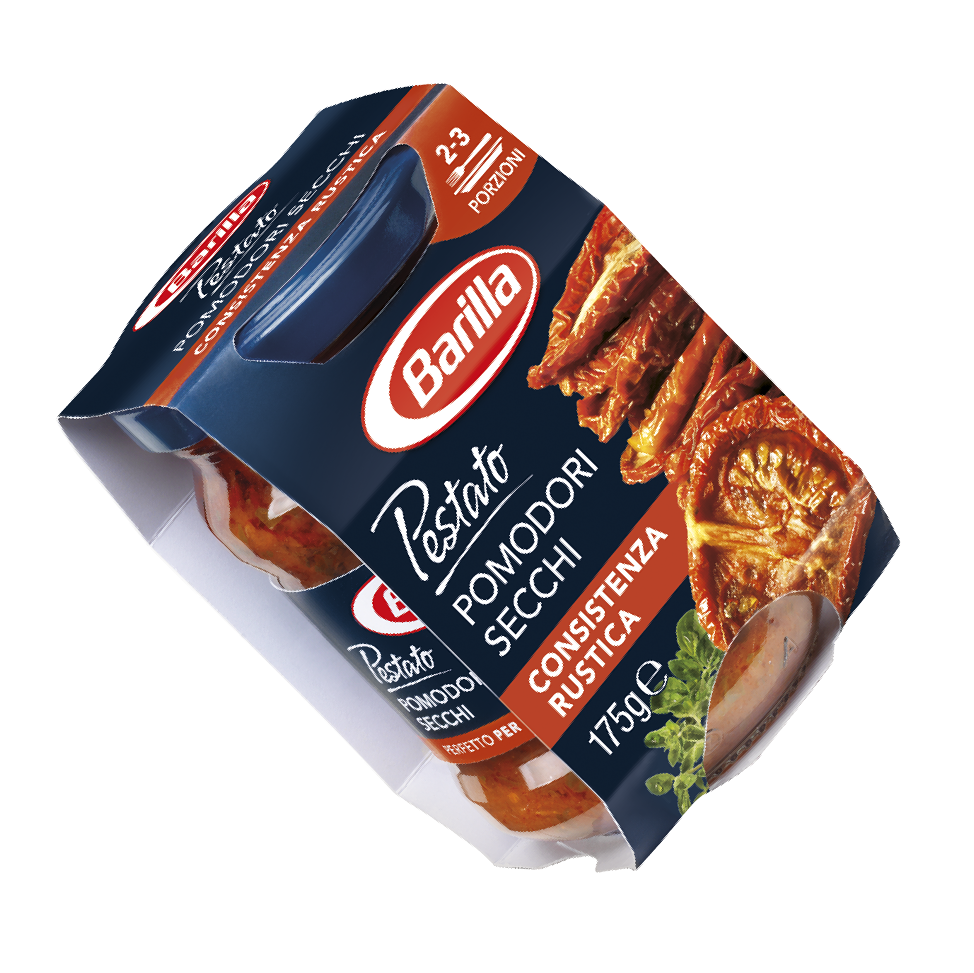 Barilla
Pestato
POMODORI SECCHI
CONSISTENZA RUSTICA
2-3
PORZIONI
Barilla
Pestato
POMODORI
SECCHI
CONSISTENZA
RUSTICA
175g℮
Pestato
SECCHI
PERFETTO PER